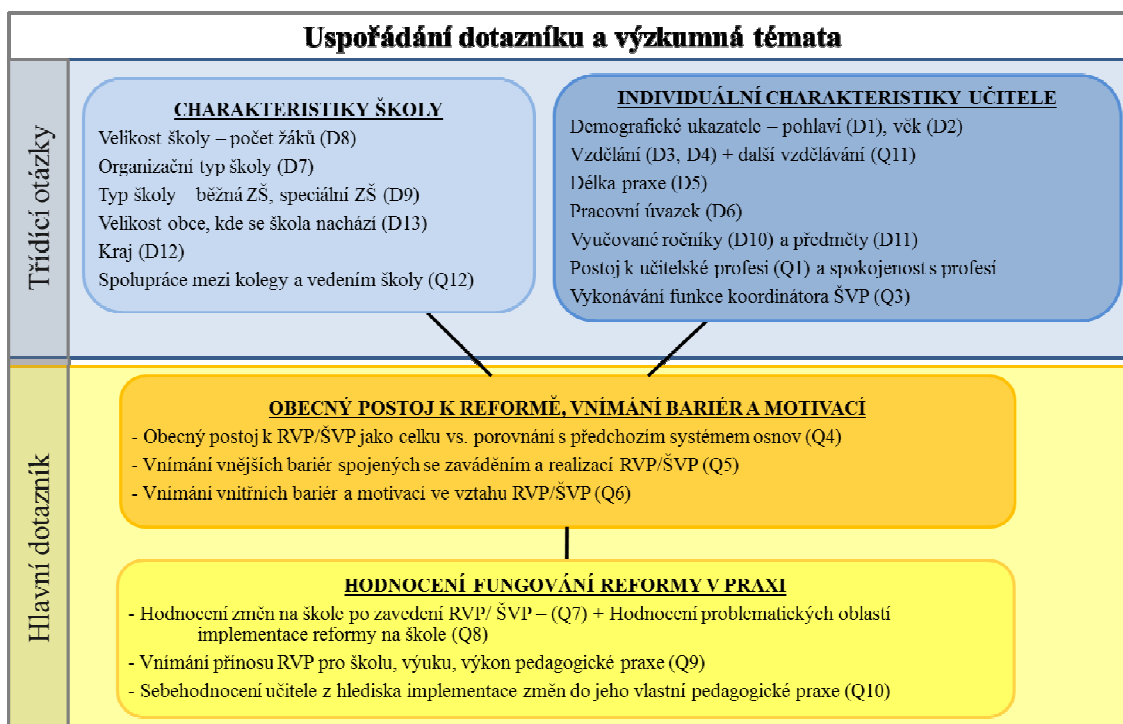 Uspořádání dotazníku a výzkumná témata
Třídící otázky
CHARAKTERISTIKY ŠKOLY
Velikost školy – počet žáků (D8)
Organizační typ školy (D7)
Typ školy – běžná ZŠ, speciální ZŠ (D9)
Velikost obce, kde se škola nachází (D13)
Kraj (D12)
Spolupráce mezi kolegy a vedením školy (Q12)
INDIVIDUÁLNÍ CHARAKTERISTIKY UČITELE
Demografické ukazatele – pohlaví (D1), věk (D2)
Vzdělání (D3, D4) + další vzdělávání (Q11)
Délka praxe (D5)
Pracovní úvazek (D6)
Vyučované ročníky (D10) a předměty (D11)
Postoj k učitelské profesi (Q1) a spokojenost s profesí
Vykonávání funkce koordinátora ŠVP (Q3)
Hlavní dotazník
OBECNÝ POSTOJ K REFORMĚ, VNÍMÁNÍ BARIÉR A MOTIVACÍ
- Obecný postoj k RVP/ŠVP jako celku vs. porovnání s předchozím systémem osnov (Q4)
- Vnímání vnějších bariér spojených se zaváděním a realizací RVP/ŠVP (Q5)
- Vnímání vnitřních bariér a motivací ve vztahu RVP/ŠVP (Q6)
HODNOCENÍ FUNGOVÁNÍ REFORMY V PRAXI
- Hodnocení změn na škole po zavedení RVP/ ŠVP – (Q7) + Hodnocení problematických oblastí
implementace reformy na škole (Q8)
- Vnímání přínosu RVP pro školu, výuku, výkon pedagogické praxe (Q9)
- Sebehodnocení učitele z hlediska implementace změn do jeho vlastní pedagogické praxe (Q10)